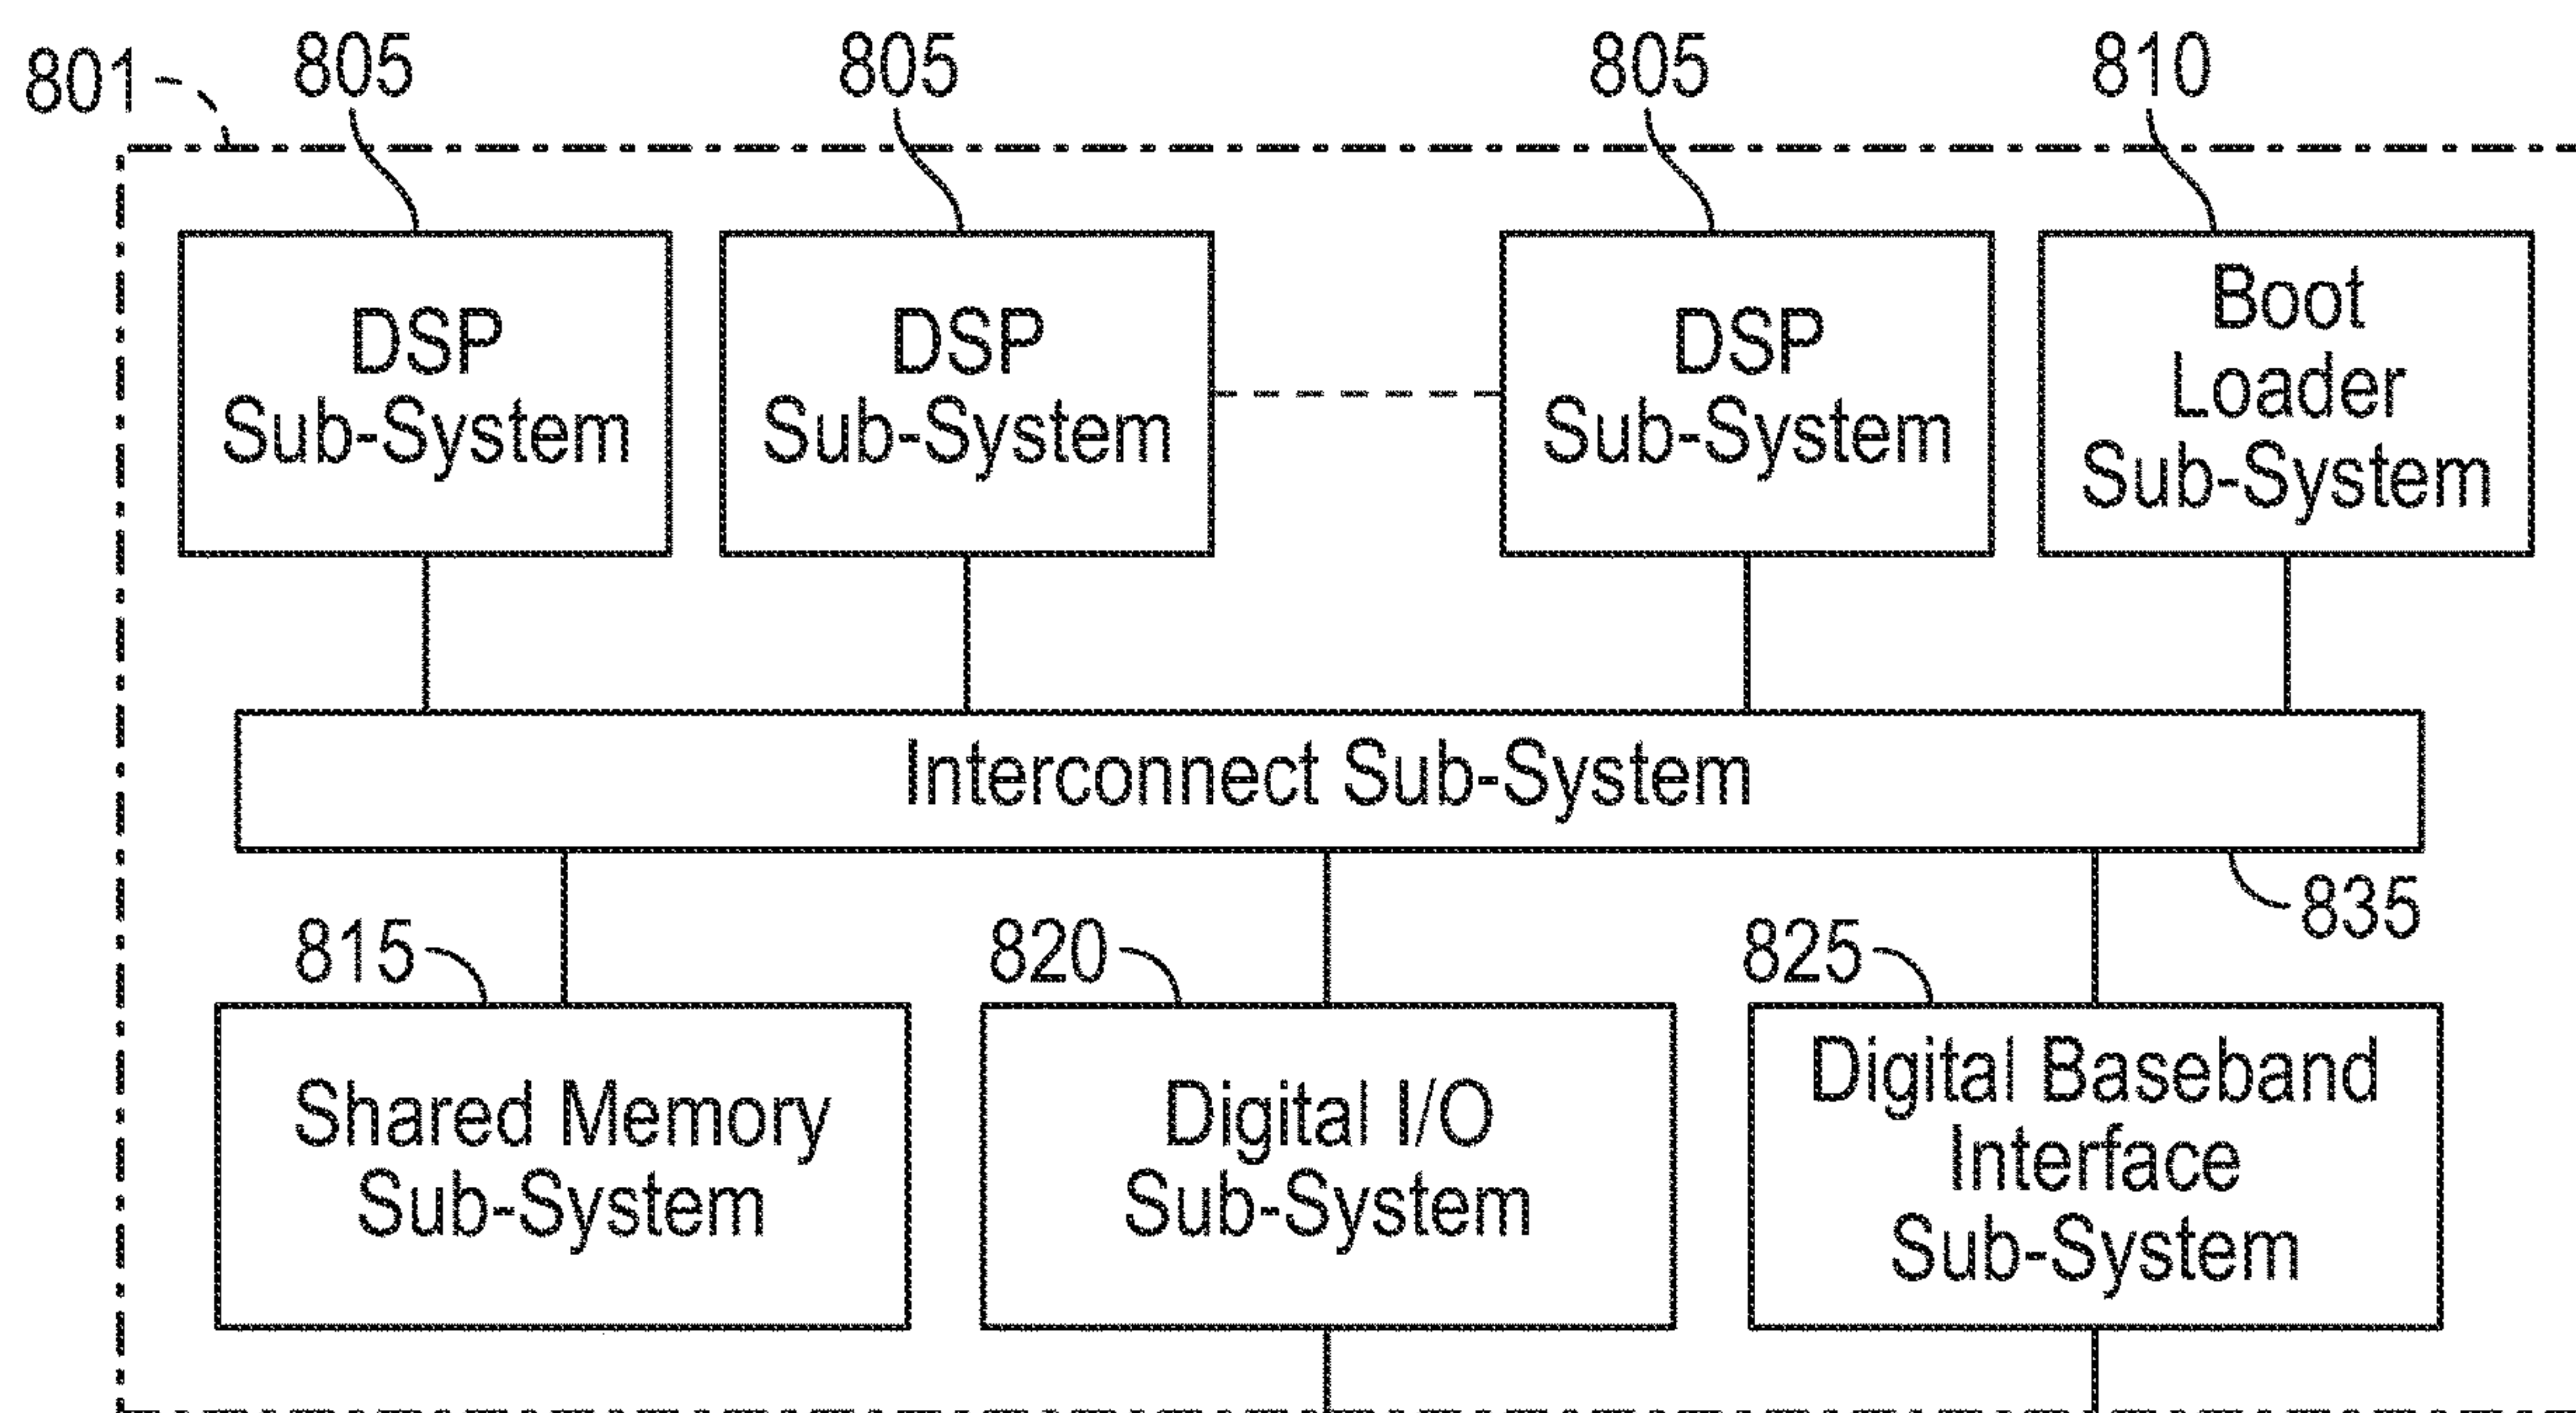 801
805
805
805
810
DSP
Sub-System
DSP
Sub-System
DSP
Sub-System
Boot
Loader
Sub-System
Interconnect Sub-System
835
815
820
825
Shared Memory
Sub-System
Digital I/O
Sub-System
Digital Baseband
Interface
Sub-System